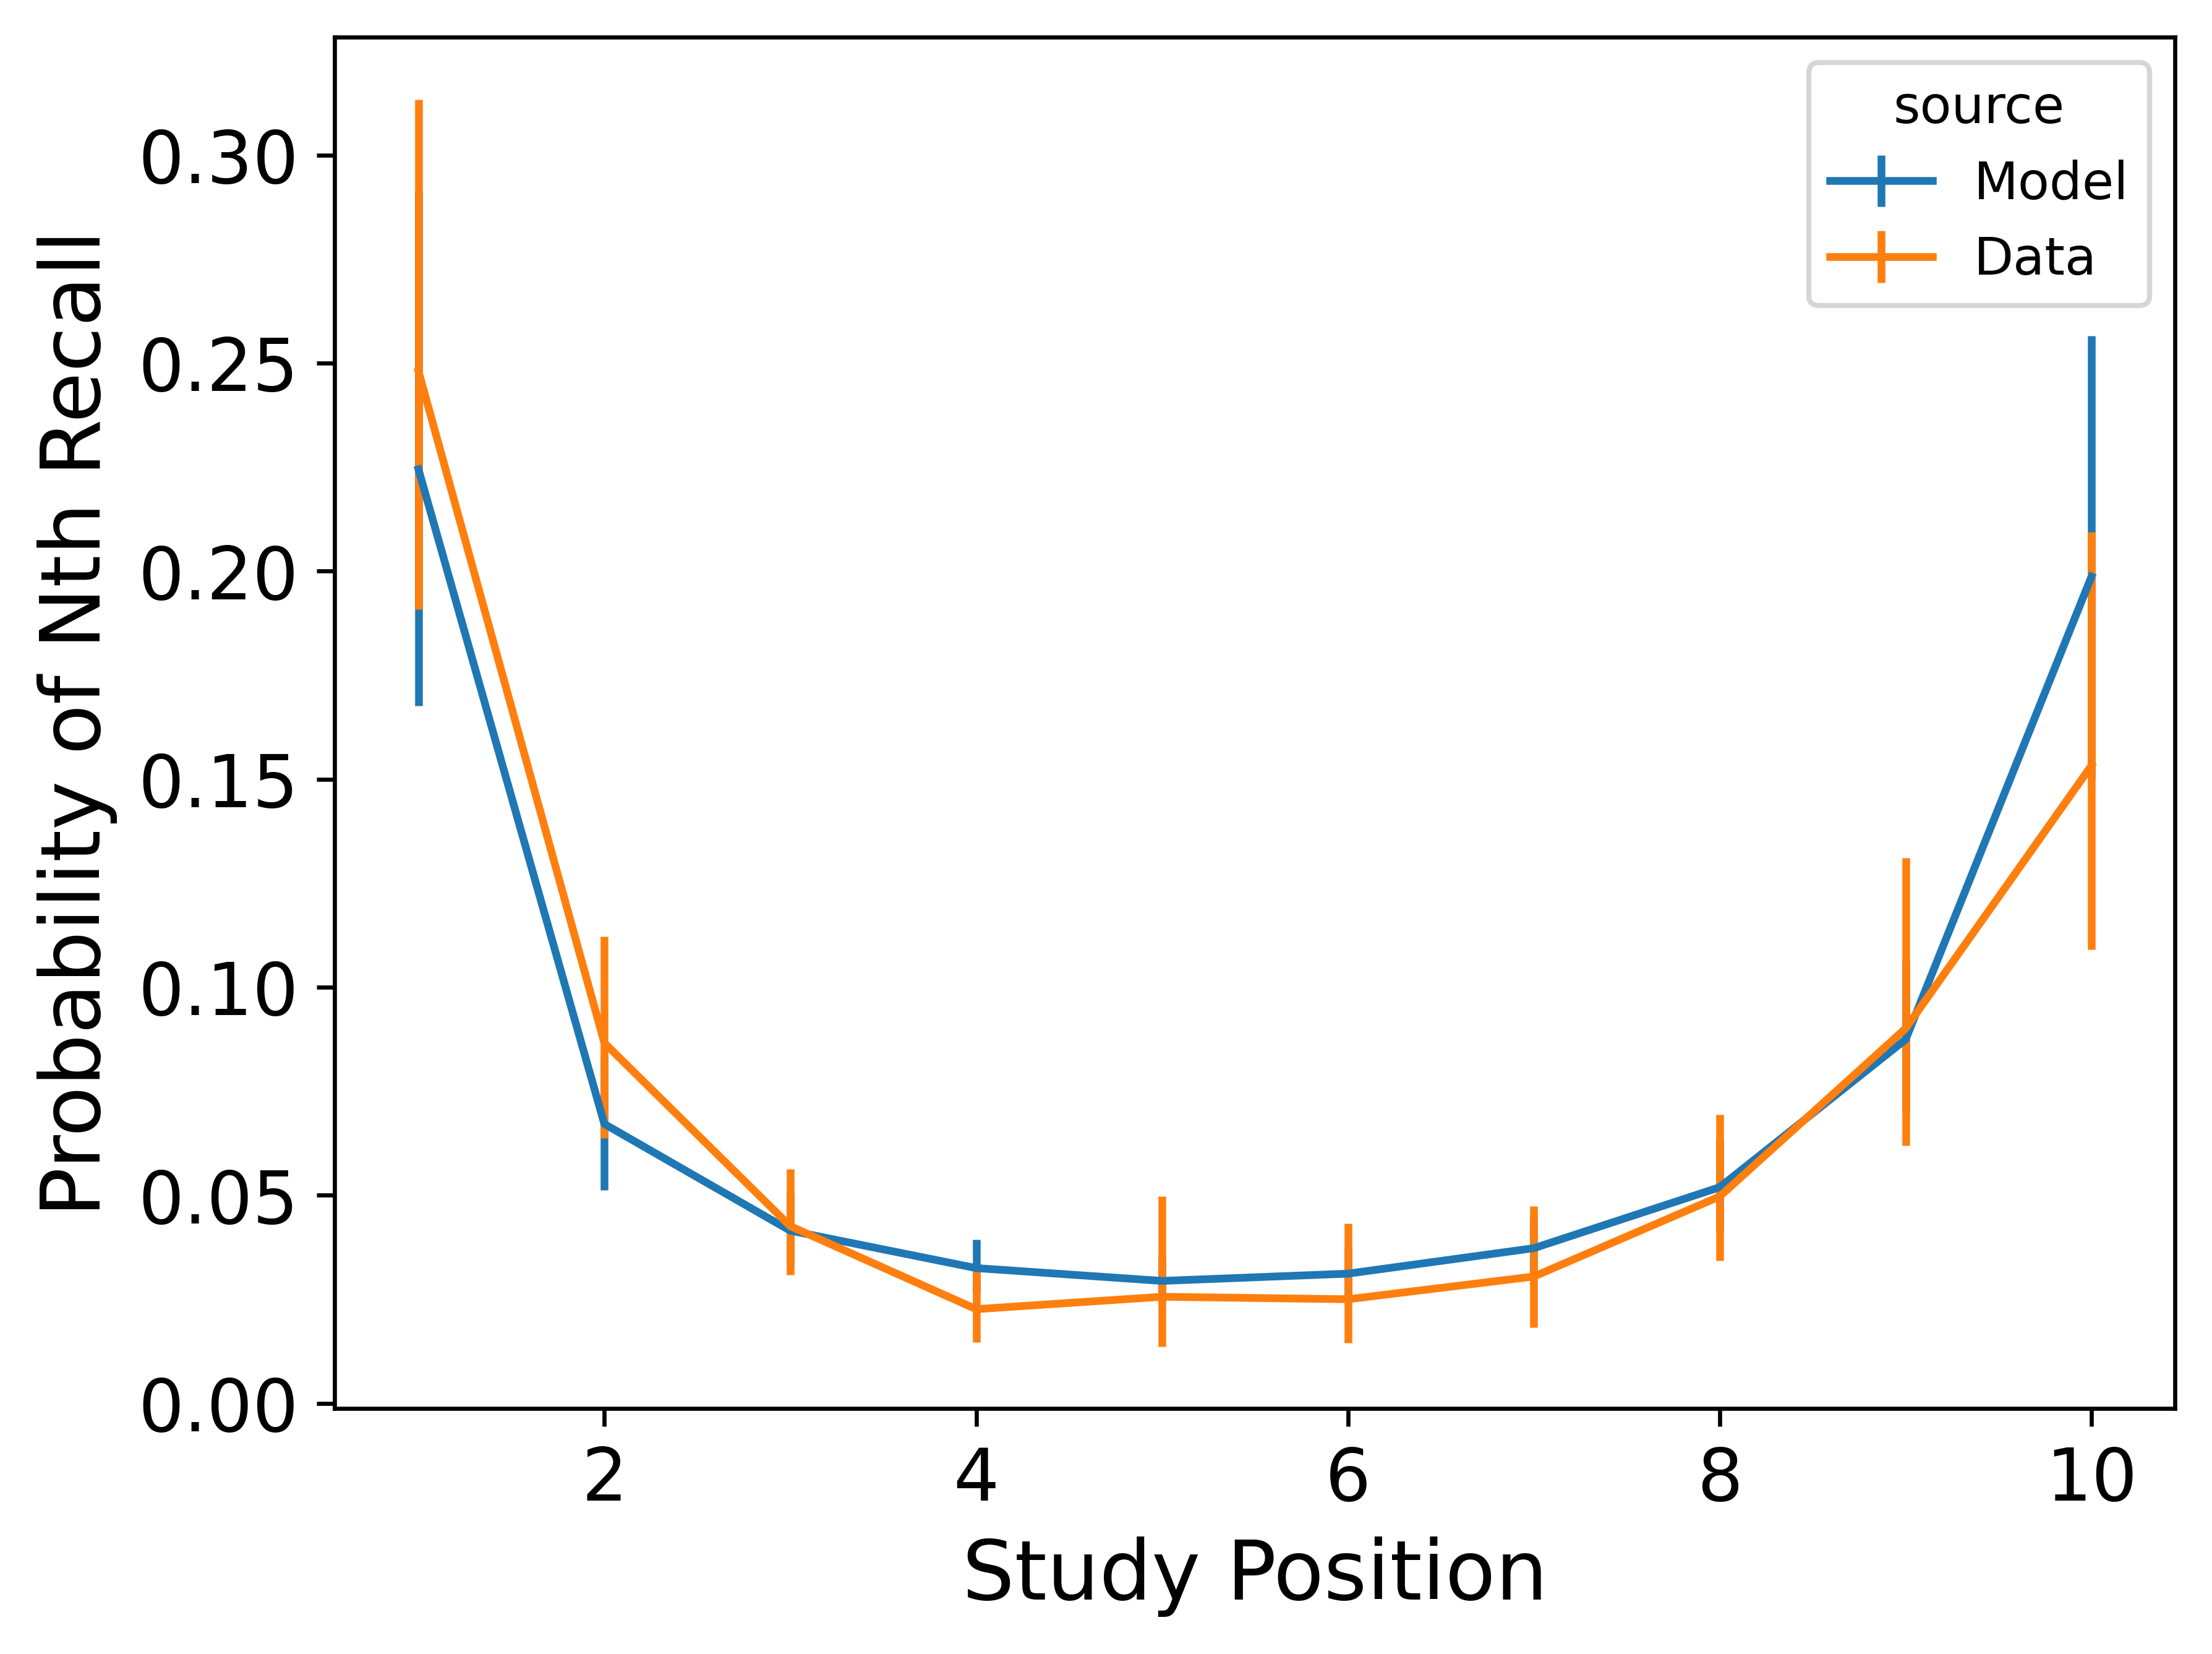 source
Model
Data
Probability of Nth Recall
0.30
0.25
0.20
0.15
0.10
0.05
0.00
2 4 6 8 10
Study Position